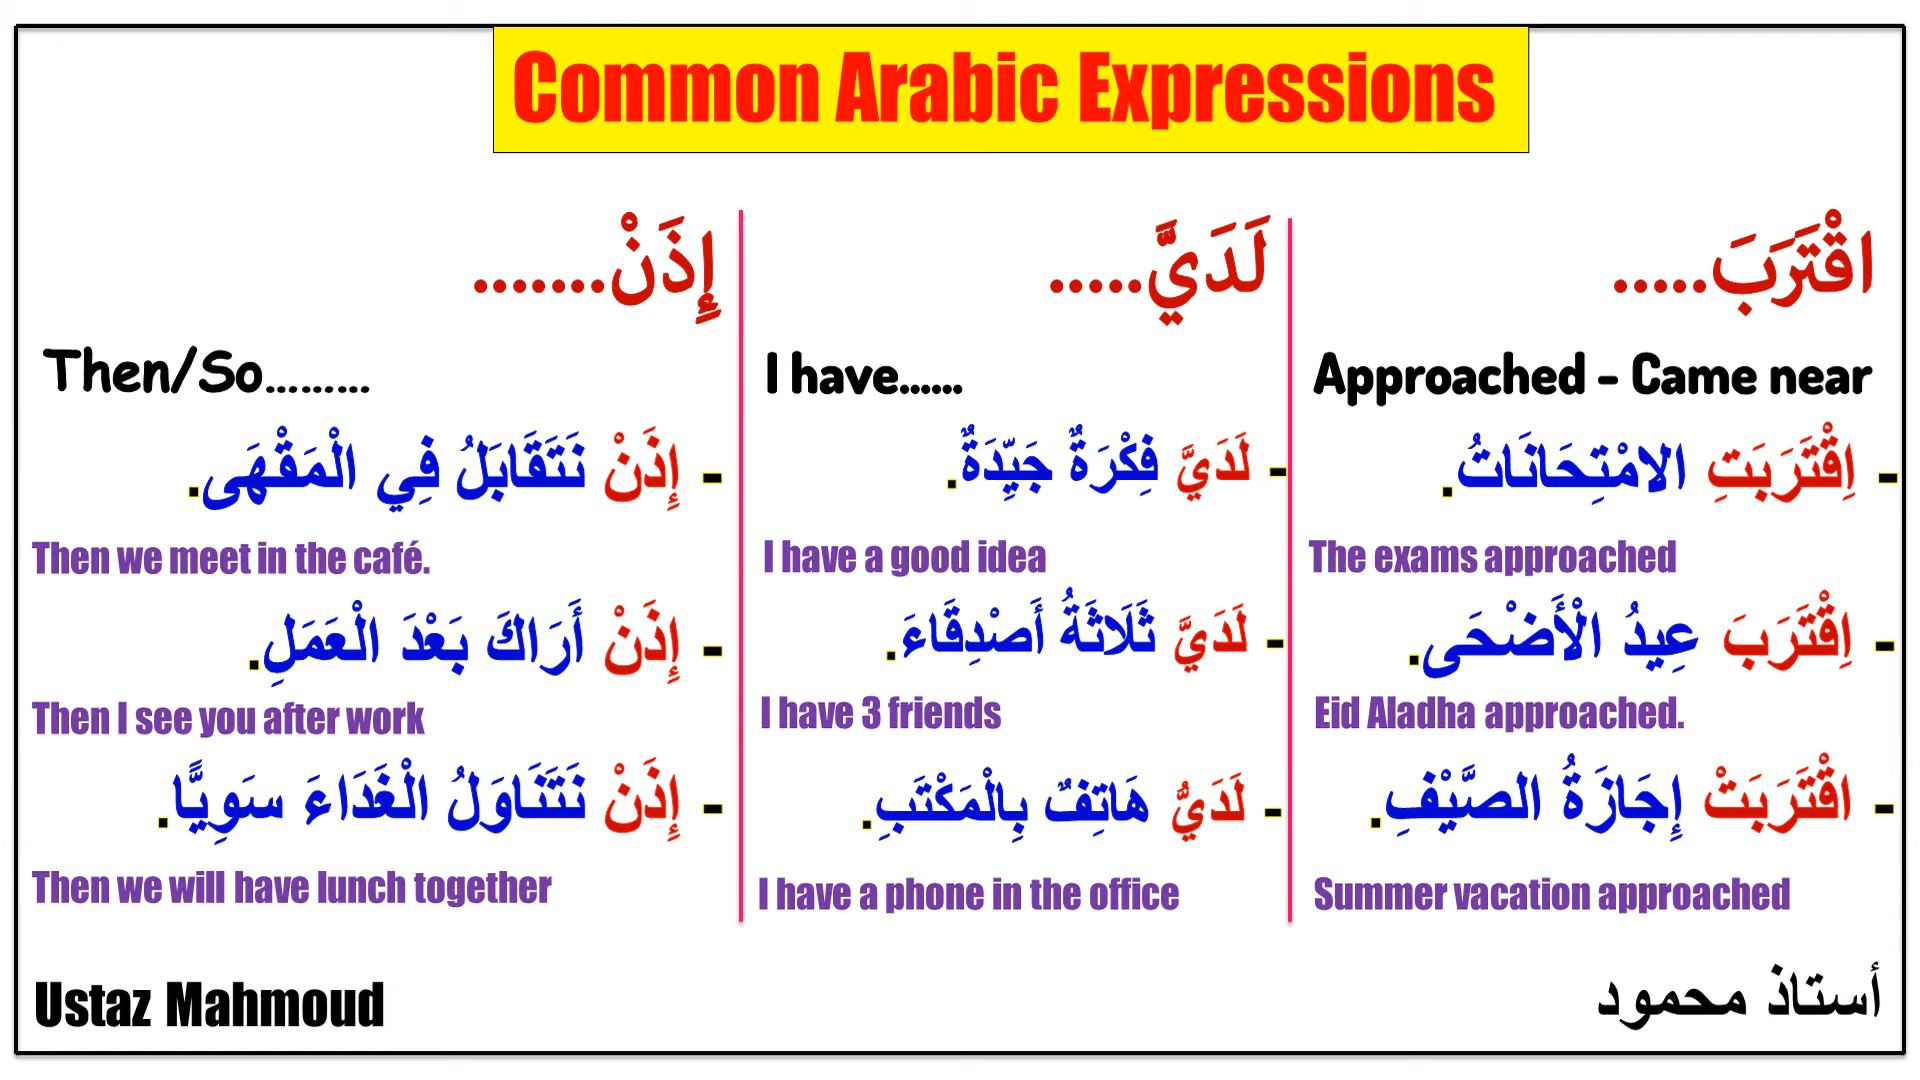 Common Arabic Expressions
اقْتَرَبَ.....
Approached - Came near
- اِقْتَرَبَتِ الامْتِحَانَاتُ.
The exams approached
- اِقْتَرَبَ عِيدُ الْأَضْحَى.
Eid Aladha approached.
- اقْتَرَبَتْ إِجَازَةُ الصَّيْفِ.
Summer vacation approached
لَدَيَّ.....
I have......
- لَدَيَّ فِكْرَةٌ جَيِّدَةٌ.
I have a good idea
- لَدَيَّ ثَلَاثَةُ أَصْدِقَاءَ.
I have 3 friends
- لَدَيُّ هَاتِفٌ بِالْمَكْتَبِ.
I have a phone in the office
إِذَنْ.......
Then/So.........
- إِذَنْ نَتَقَابَلُ فِي الْمَقْهَى.
Then we meet in the café.
- إِذَنْ أَرَاكَ بَعْدَ الْعَمَلِ.
Then I see you after work
- إِذَنْ نَتَنَاوَلُ الْغَدَاءَ سَوِيًّا.
Then we will have lunch together
Ustaz Mahmoud
أستاذ محمود